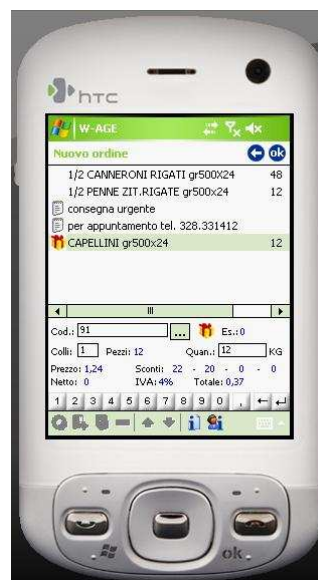 hTC
W-AGE
Nuovo ordine ok
1/2 CANNERONI RIGATI gr500X24 48
1/2 PENNE ZIT.RIGATE gr500x24 12
consegna urgente
per appuntamento tel. 328.331412
CAPELLINI gr500x24 12
Cod.: 91 ... Es.:0
Colli: 1 Pezzi: 12 Quan.: 12 KG
Prezzo: 1,24 Sconti: 22 - 20 - 0 - 0
Netto: 0 IVA: 4% Totale: 0,37
1 2 3 4 5 6 7 8 9 0 ,
ok